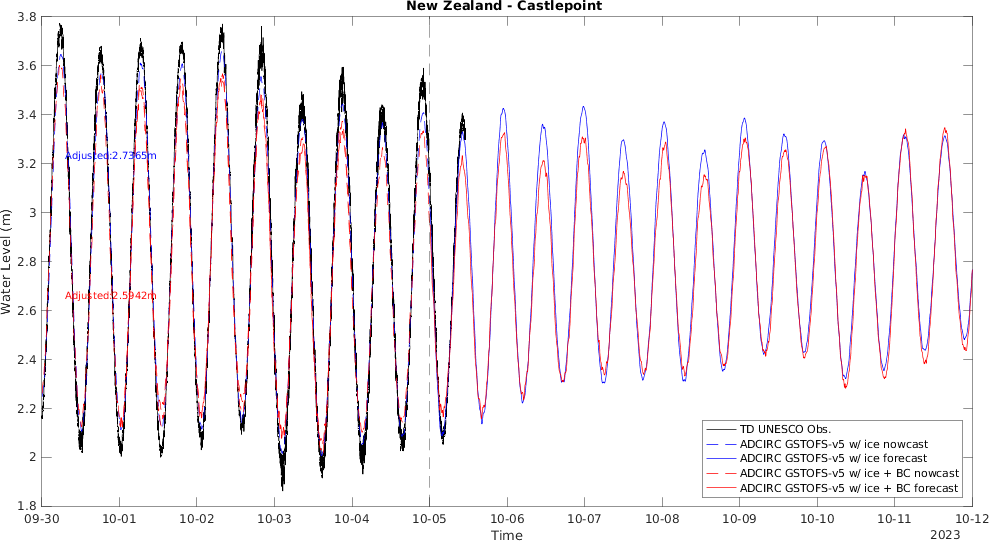 New Zealand - Castlepoint
Water Level (m)
3.8
3.6
3.4
3.2
3
2.8
2.6
2.4
2.2
2
1.8
Adjusted:2.7365m
Adjusted:2.5942m
TD UNESCO Obs.
ADCIRC GSTOFS-v5 w/ ice nowcast
ADCIRC GSTOFS-v5 w/ ice forecast
ADCIRC GSTOFS-v5 w/ ice + BC nowcast
ADCIRC GSTOFS-v5 w/ ice + BC forecast
09-30 10-01 10-02 10-03 10-04 10-05 10-06 10-07 10-08 10-09 10-10 10-11 10-12
Time
2023